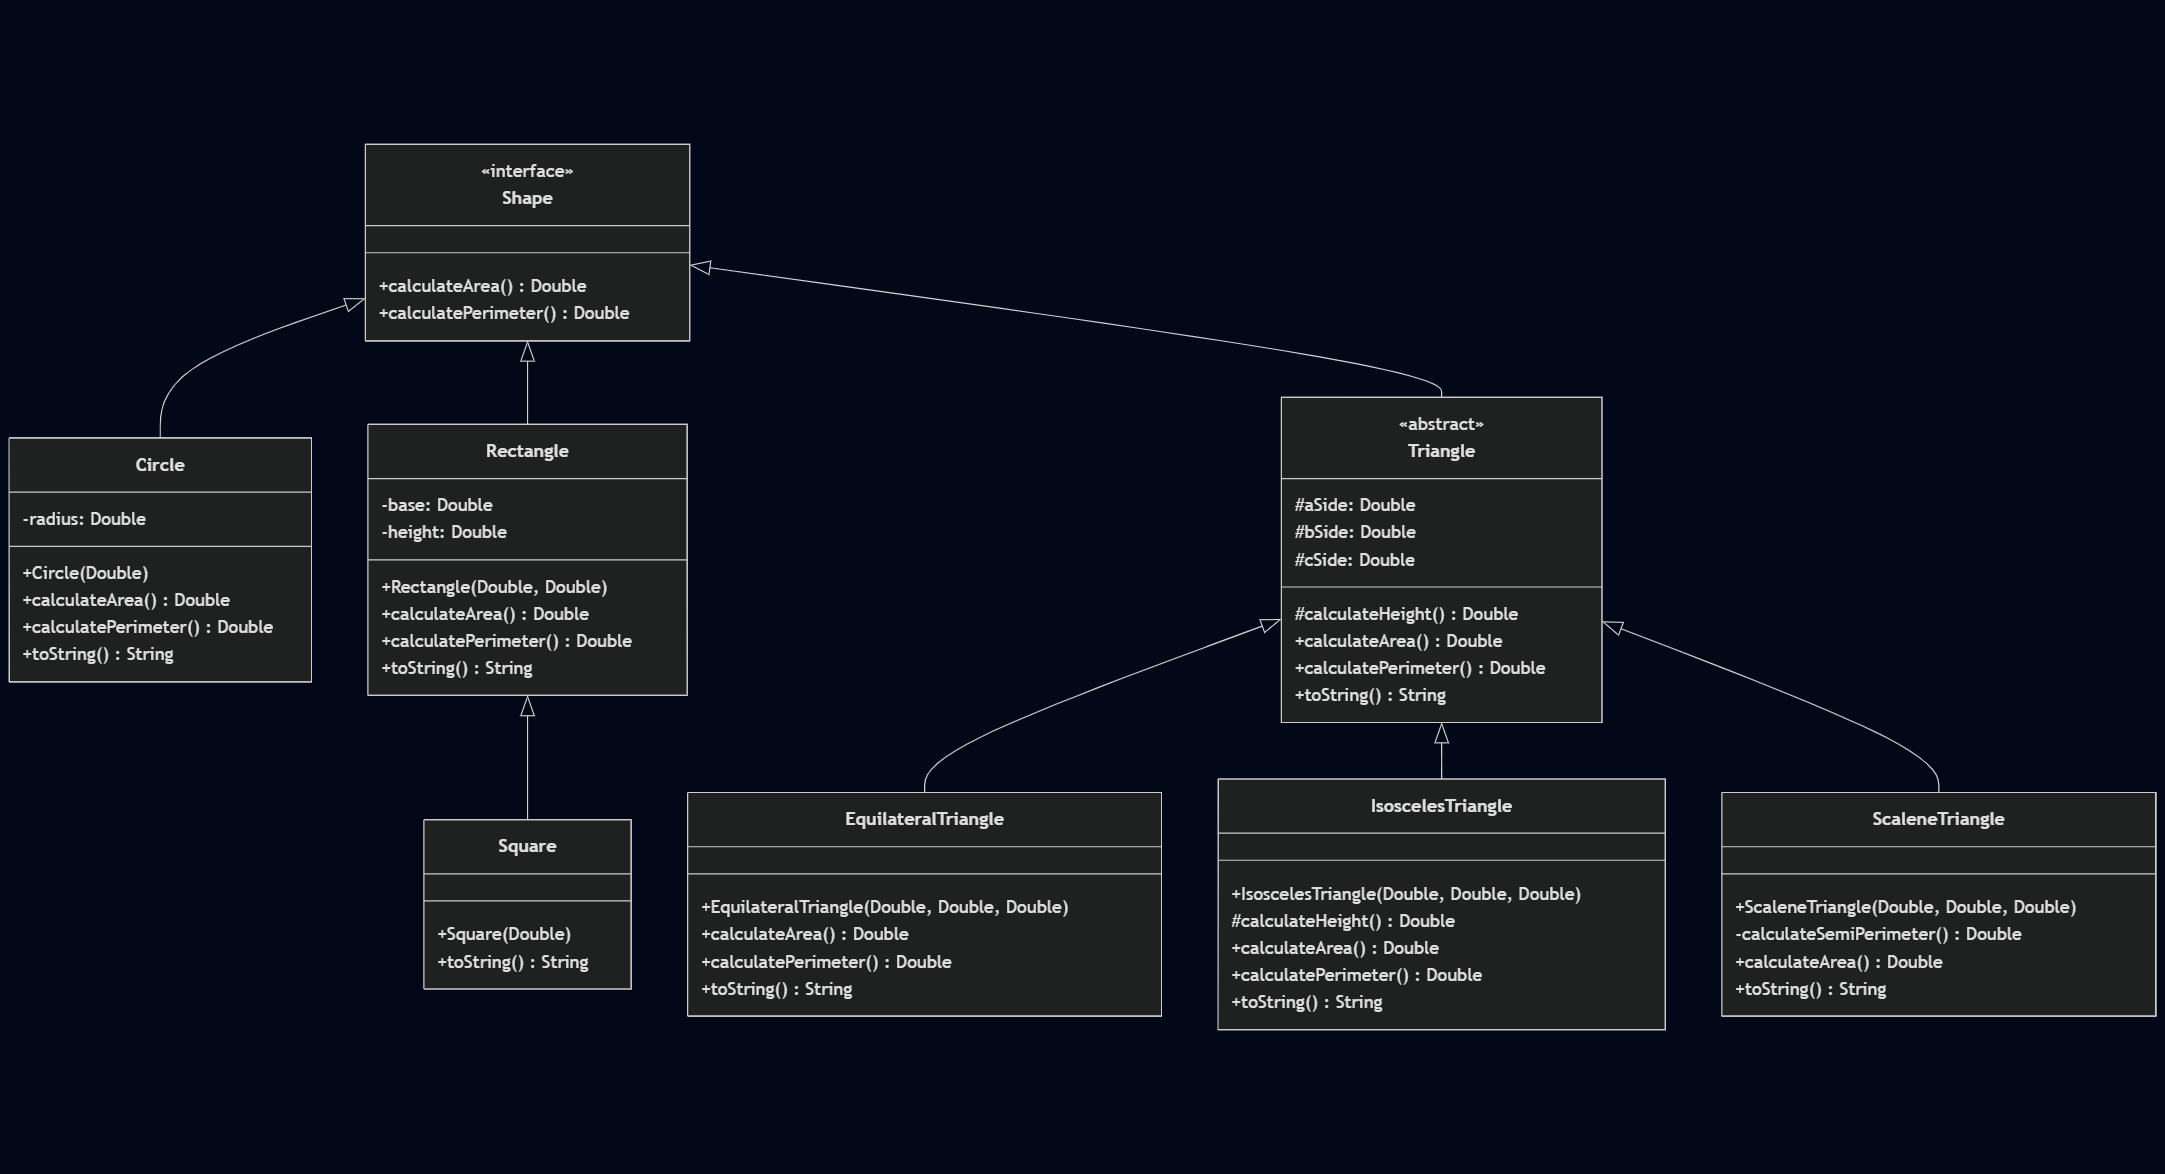 «interface»
Shape
+calculateArea() : Double
+calculatePerimeter() : Double
Circle
-radius: Double
+Circle(Double)
+calculateArea() : Double
+calculatePerimeter() : Double
+toString() : String
Rectangle
-base: Double
-height: Double
+Rectangle(Double, Double)
+calculateArea() : Double
+calculatePerimeter() : Double
+toString() : String
«abstract»
Triangle
#aSide: Double
#bSide: Double
#cSide: Double
#calculateHeight() : Double
+calculateArea() : Double
+calculatePerimeter() : Double
+toString() : String
Square
+Square(Double)
+toString() : String
EquilateralTriangle
+EquilateralTriangle(Double, Double, Double)
+calculateArea() : Double
+calculatePerimeter() : Double
+toString() : String
IsoscelesTriangle
+IsoscelesTriangle(Double, Double, Double)
#calculateHeight() : Double
+calculateArea() : Double
+calculatePerimeter() : Double
+toString() : String
ScaleneTriangle
+ScaleneTriangle(Double, Double, Double)
-calculateSemiPerimeter() : Double
+calculateArea() : Double
+toString() : String